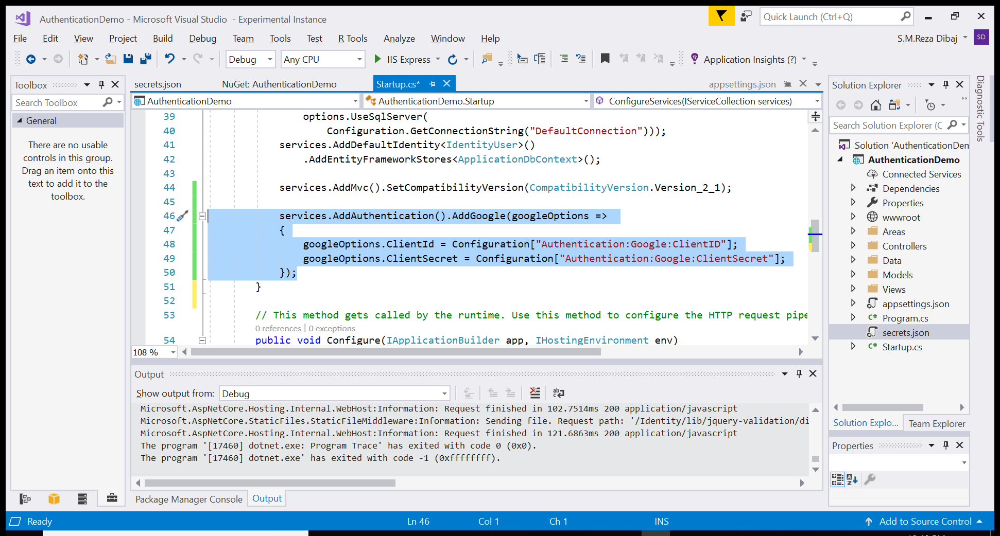 AuthenticationDemo - Microsoft Visual Studio - Experimental Instance
Quick Launch (Ctrl+Q)
File Edit View Project Build Debug Team Tools Test R Tools Analyze Window Help
S.M.Reza Dibaj SD
Debug Any CPU IIS Express Application Insights (?)
Toolbox
Search Toolbox
General
There are no usable
controls in this group.
Drag an item onto this
text to add it to the
toolbox.
secrets.json NuGet: AuthenticationDemo Startup.cs* appsettings.json
AuthenticationDemo AuthenticationDemo.Startup ConfigureServices(IServiceCollection services)
39 options.UseSqlServer(
40 Configuration.GetConnectionString("DefaultConnection")));
41 services.AddDefaultIdentity<IdentityUser>()
42 .AddEntityFrameworkStores<ApplicationDbContext>();
43
44 services.AddMvc().SetCompatibilityVersion(CompatibilityVersion.Version_2_1);
45
46 services.AddAuthentication().AddGoogle(googleOptions =>
47 {
48 googleOptions.ClientId = Configuration["Authentication:Google:ClientID"];
49 googleOptions.ClientSecret = Configuration["Authentication:Google:ClientSecret"];
50 });
51 }
52
53 // This method gets called by the runtime. Use this method to configure the HTTP request pipe
0 references | 0 exceptions
54 public void Configure(IApplicationBuilder app, IHostingEnvironment env)
108 %
Output
Show output from: Debug
Microsoft.AspNetCore.Hosting.Internal.WebHost:Information: Request finished in 102.7514ms 200 application/javascript
Microsoft.AspNetCore.StaticFiles.StaticFileMiddleware:Information: Sending file. Request path: '/Identity/lib/jquery-validation/di
Microsoft.AspNetCore.Hosting.Internal.WebHost:Information: Request finished in 121.6863ms 200 application/javascript
The program '[17460] dotnet.exe: Program Trace' has exited with code 0 (0x0).
The program '[17460] dotnet.exe' has exited with code -1 (0xffffffff).
Package Manager Console Output
Solution Explorer
Search Solution Explorer (C
Solution 'AuthenticationDem
AuthenticationDemo
Connected Services
Dependencies
Properties
wwwroot
Areas
Controllers
Data
Models
Views
appsettings.json
C# Program.cs
secrets.json
C# Startup.cs
Solution Explo... Team Explorer
Properties
Diagnostic Tools
Ready Ln 46 Col 1 Ch 1 INS Add to Source Control